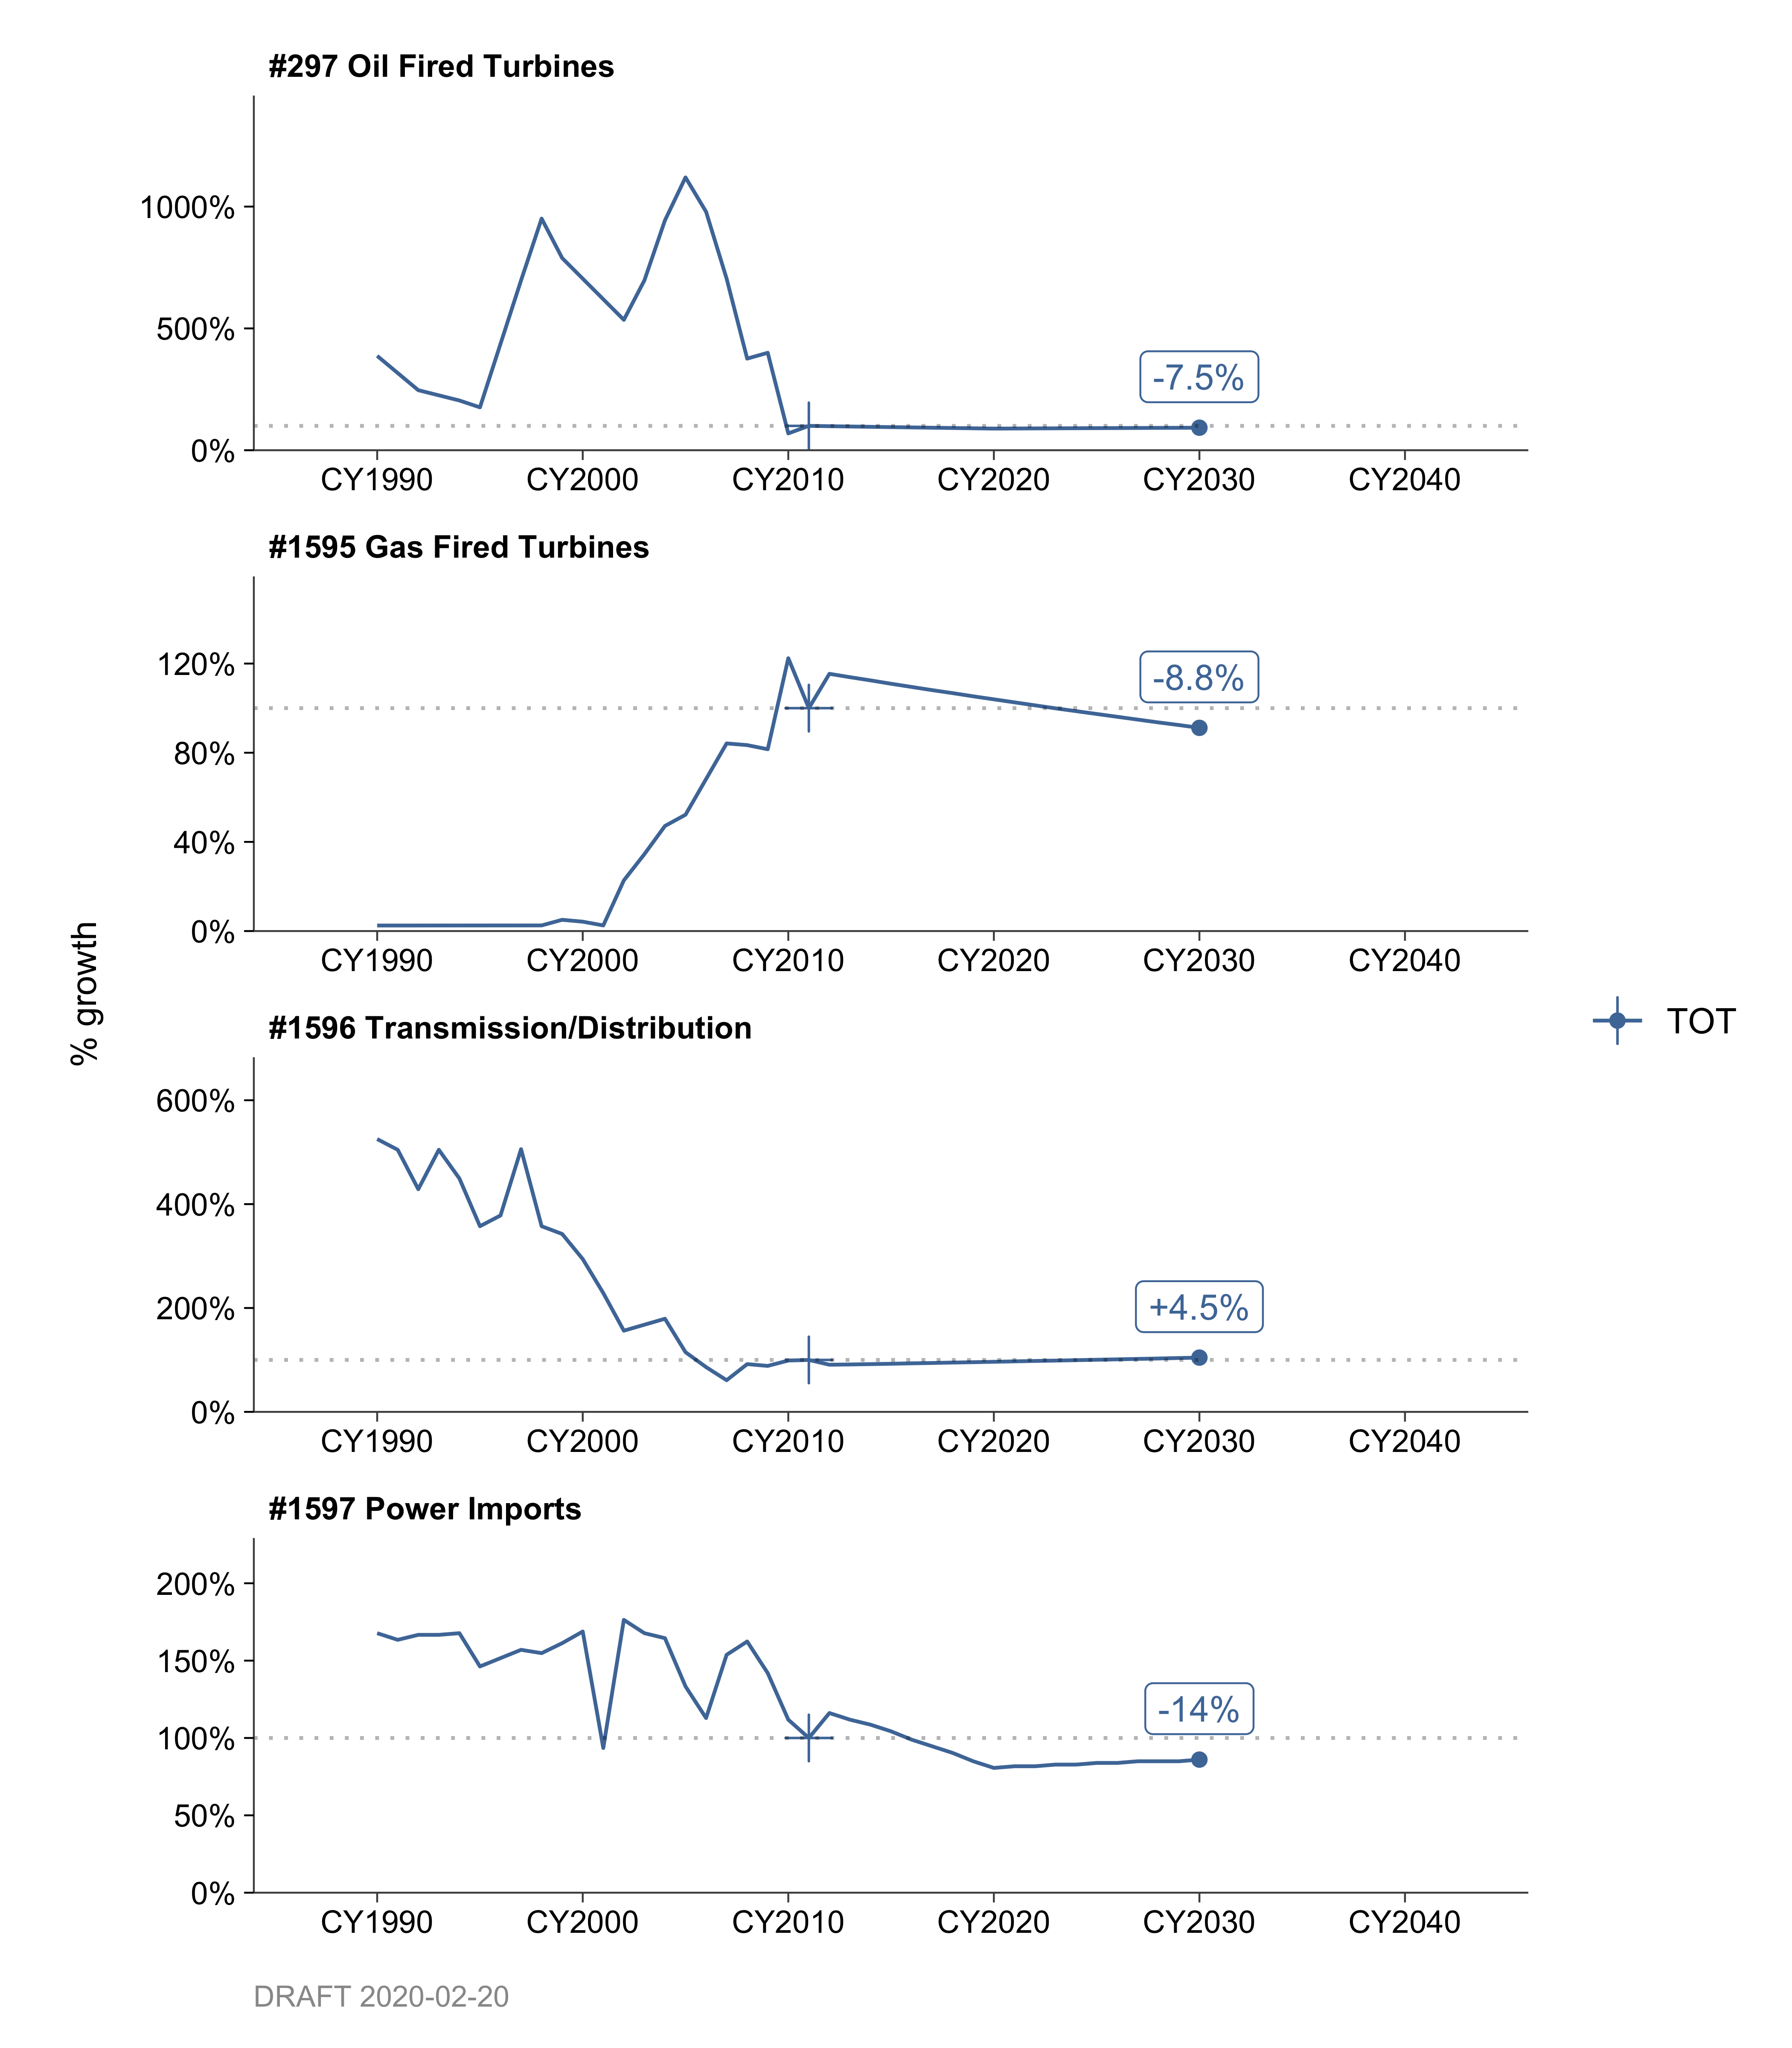 #297 Oil Fired Turbines
1000%
500%
0%
-7.5%
CY1990 CY2000 CY2010 CY2020 CY2030 CY2040
#1595 Gas Fired Turbines
120%
80%
40%
0%
-8.8%
CY1990 CY2000 CY2010 CY2020 CY2030 CY2040
% growth
TOT
#1596 Transmission/Distribution
600%
400%
200%
0%
+4.5%
CY1990 CY2000 CY2010 CY2020 CY2030 CY2040
#1597 Power Imports
200%
150%
100%
50%
0%
-14%
CY1990 CY2000 CY2010 CY2020 CY2030 CY2040
DRAFT 2020-02-20